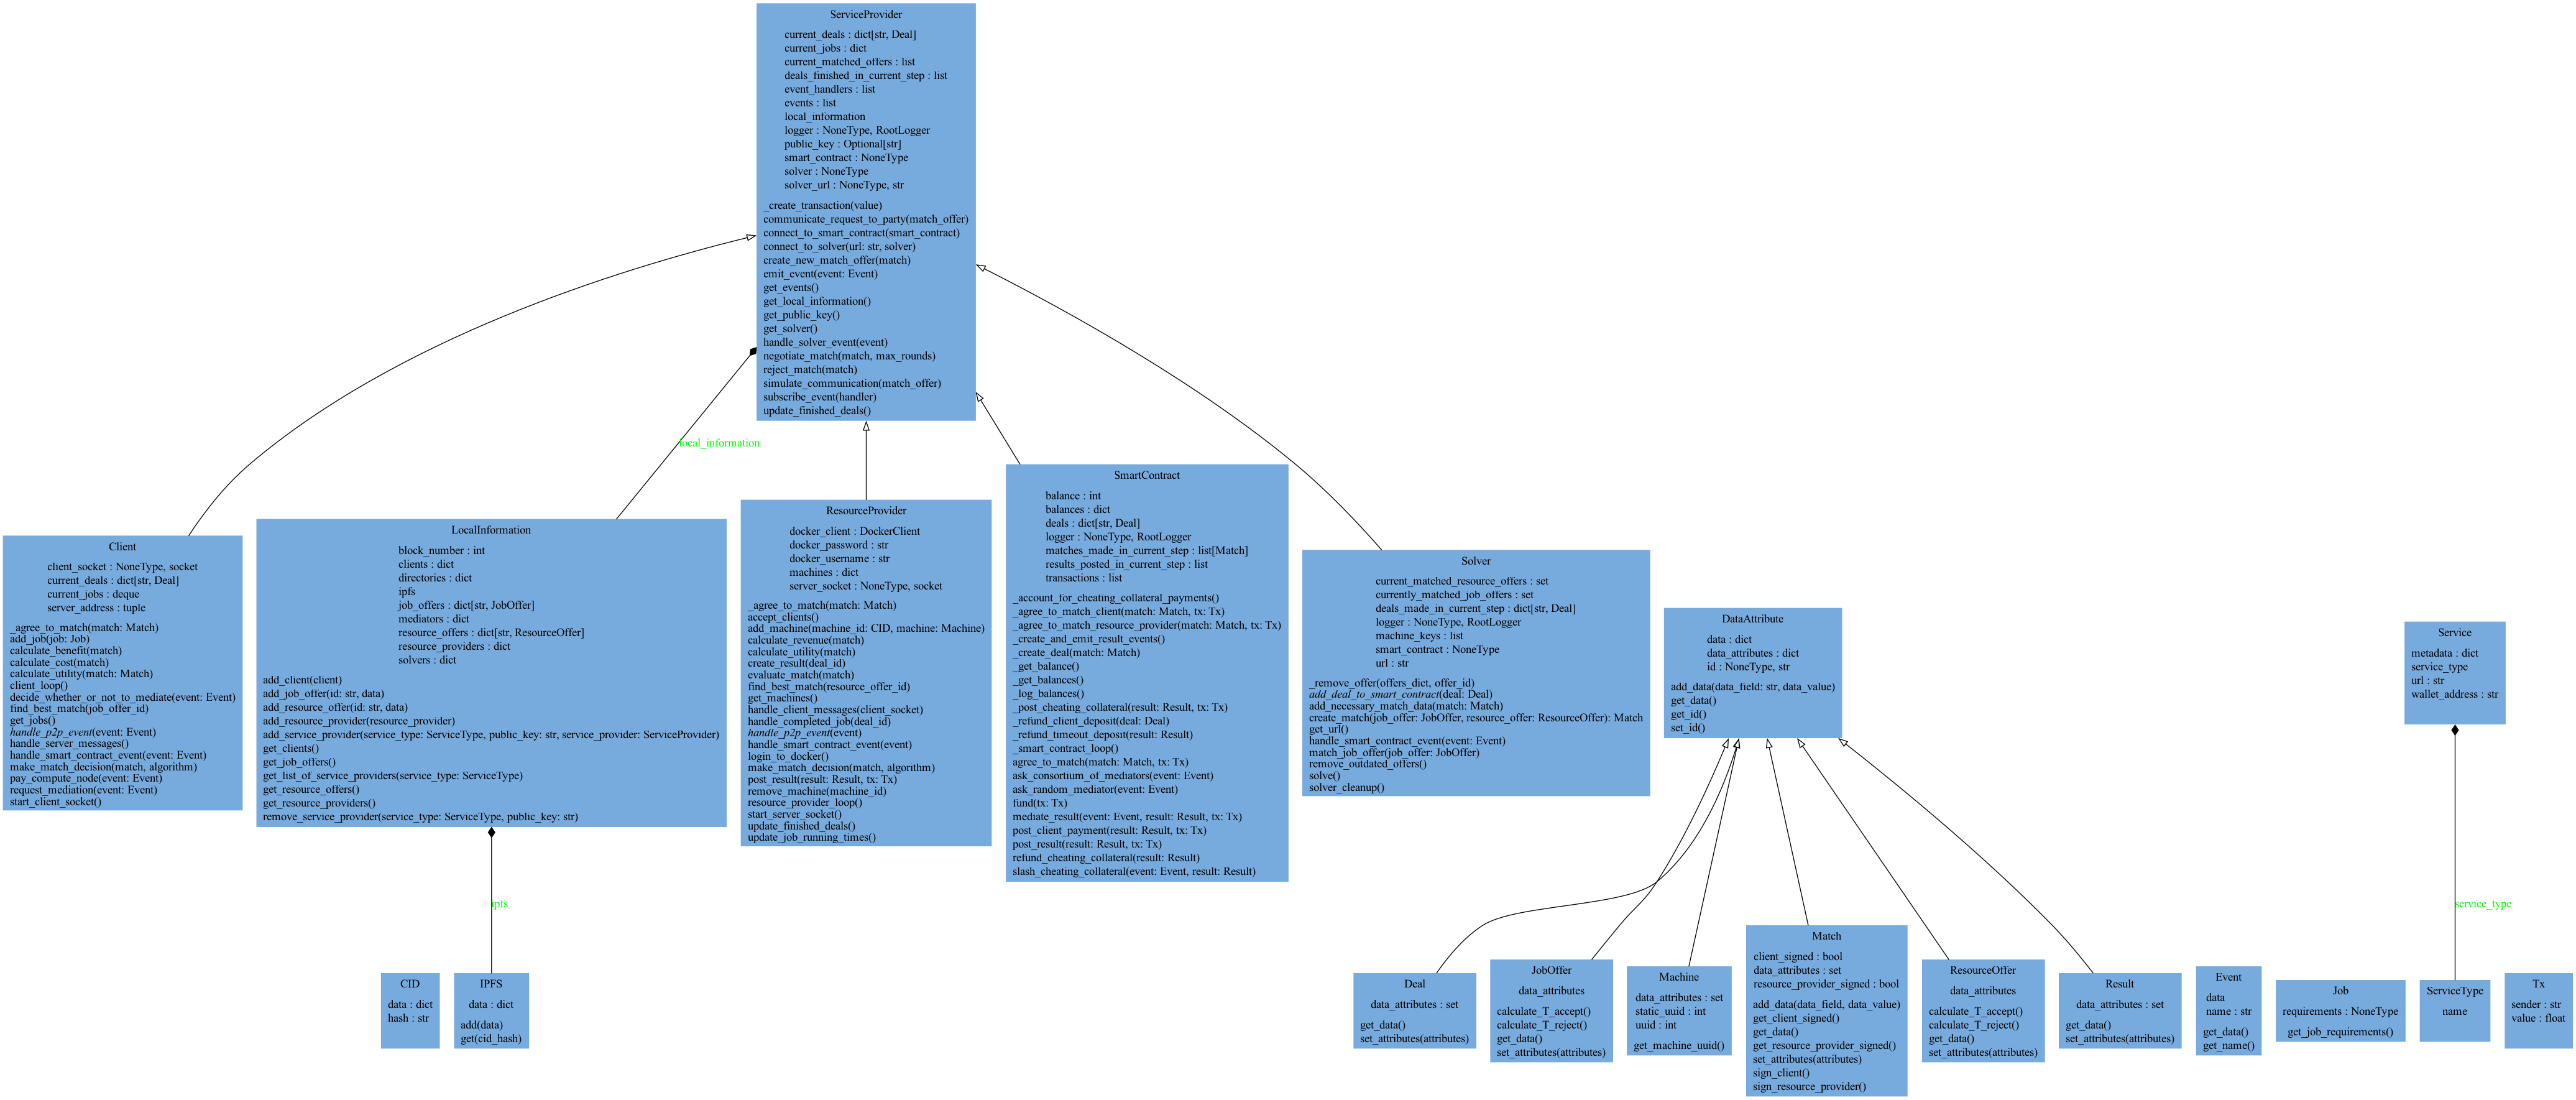 ServiceProvider
current_deals : dict[str, Deal]
current_jobs : dict
current_matched_offers : list
deals_finished_in_current_step : list
event_handlers : list
events : list
local_information
logger : NoneType, RootLogger
public_key : Optional[str]
smart_contract : NoneType
solver : NoneType
solver_url : NoneType, str
_create_transaction(value)
communicate_request_to_party(match_offer)
connect_to_smart_contract(smart_contract)
connect_to_solver(url: str, solver)
create_new_match_offer(match)
emit_event(event: Event)
get_events()
get_local_information()
get_public_key()
get_solver()
handle_solver_event(event)
negotiate_match(match, max_rounds)
reject_match(match)
simulate_communication(match_offer)
subscribe_event(handler)
update_finished_deals()
local_information
Client
client_socket : NoneType, socket
current_deals : dict[str, Deal]
current_jobs : deque
server_address : tuple
_agree_to_match(match: Match)
add_job(job: Job)
calculate_benefit(match)
calculate_cost(match)
calculate_utility(match: Match)
client_loop()
decide_whether_or_not_to_mediate(event: Event)
find_best_match(job_offer_id)
get_jobs()
handle_p2p_event(event: Event)
handle_server_messages()
handle_smart_contract_event(event: Event)
make_match_decision(match, algorithm)
pay_compute_node(event: Event)
request_mediation(event: Event)
start_client_socket()
LocalInformation
block_number : int
clients : dict
directories : dict
ipfs
job_offers : dict[str, JobOffer]
mediators : dict
resource_offers : dict[str, ResourceOffer]
resource_providers : dict
solvers : dict
add_client(client)
add_job_offer(id: str, data)
add_resource_offer(id: str, data)
add_resource_provider(resource_provider)
add_service_provider(service_type: ServiceType, public_key: str, service_provider: ServiceProvider)
get_clients()
get_job_offers()
get_list_of_service_providers(service_type: ServiceType)
get_resource_offers()
get_resource_providers()
remove_service_provider(service_type: ServiceType, public_key: str)
ResourceProvider
docker_client : DockerClient
docker_password : str
docker_username : str
machines : dict
server_socket : NoneType, socket
_agree_to_match(match: Match)
accept_clients()
add_machine(machine_id: CID, machine: Machine)
calculate_revenue(match)
calculate_utility(match)
create_result(deal_id)
evaluate_match(match)
find_best_match(resource_offer_id)
get_machines()
handle_client_messages(client_socket)
handle_completed_job(deal_id)
handle_p2p_event(event)
handle_smart_contract_event(event)
login_to_docker()
make_match_decision(match, algorithm)
post_result(result: Result, tx: Tx)
remove_machine(machine_id)
resource_provider_loop()
start_server_socket()
update_finished_deals()
update_job_running_times()
SmartContract
balance : int
balances : dict
deals : dict[str, Deal]
logger : NoneType, RootLogger
matches_made_in_current_step : list[Match]
results_posted_in_current_step : list
transactions : list
_account_for_cheating_collateral_payments()
_agree_to_match_client(match: Match, tx: Tx)
_agree_to_match_resource_provider(match: Match, tx: Tx)
_create_and_emit_result_events()
_create_deal(match: Match)
_get_balance()
_get_balances()
_log_balances()
_post_cheating_collateral(result: Result, tx: Tx)
_refund_client_deposit(deal: Deal)
_refund_timeout_deposit(result: Result)
_smart_contract_loop()
agree_to_match(match: Match, tx: Tx)
ask_consortium_of_mediators(event: Event)
ask_random_mediator(event: Event)
fund(tx: Tx)
mediate_result(event: Event, result: Result, tx: Tx)
post_client_payment(result: Result, tx: Tx)
post_result(result: Result, tx: Tx)
refund_cheating_collateral(result: Result)
slash_cheating_collateral(event: Event, result: Result)
Solver
current_matched_resource_offers : set
currently_matched_job_offers : set
deals_made_in_current_step : dict[str, Deal]
logger : NoneType, RootLogger
machine_keys : list
smart_contract : NoneType
url : str
_remove_offer(offers_dict, offer_id)
add_deal_to_smart_contract(deal: Deal)
add_necessary_match_data(match: Match)
create_match(job_offer: JobOffer, resource_offer: ResourceOffer): Match
get_url()
handle_smart_contract_event(event: Event)
match_job_offer(job_offer: JobOffer)
remove_outdated_offers()
solve()
solver_cleanup()
DataAttribute
data : dict
data_attributes : dict
id : NoneType, str
add_data(data_field: str, data_value)
get_data()
get_id()
set_id()
Service
metadata : dict
service_type
url : str
wallet_address : str
ipfs
service_type
CID
data : dict
hash : str
IPFS
data : dict
add(data)
get(cid_hash)
Deal
data_attributes : set
get_data()
set_attributes(attributes)
JobOffer
data_attributes
calculate_T_accept()
calculate_T_reject()
get_data()
set_attributes(attributes)
Machine
data_attributes : set
static_uuid : int
uuid : int
get_machine_uuid()
Match
client_signed : bool
data_attributes : set
resource_provider_signed : bool
add_data(data_field, data_value)
get_client_signed()
get_data()
get_resource_provider_signed()
set_attributes(attributes)
sign_client()
sign_resource_provider()
ResourceOffer
data_attributes
calculate_T_accept()
calculate_T_reject()
get_data()
set_attributes(attributes)
Result
data_attributes : set
get_data()
set_attributes(attributes)
Event
data
name : str
get_data()
get_name()
Job
requirements : NoneType
get_job_requirements()
ServiceType
name
Tx
sender : str
value : float